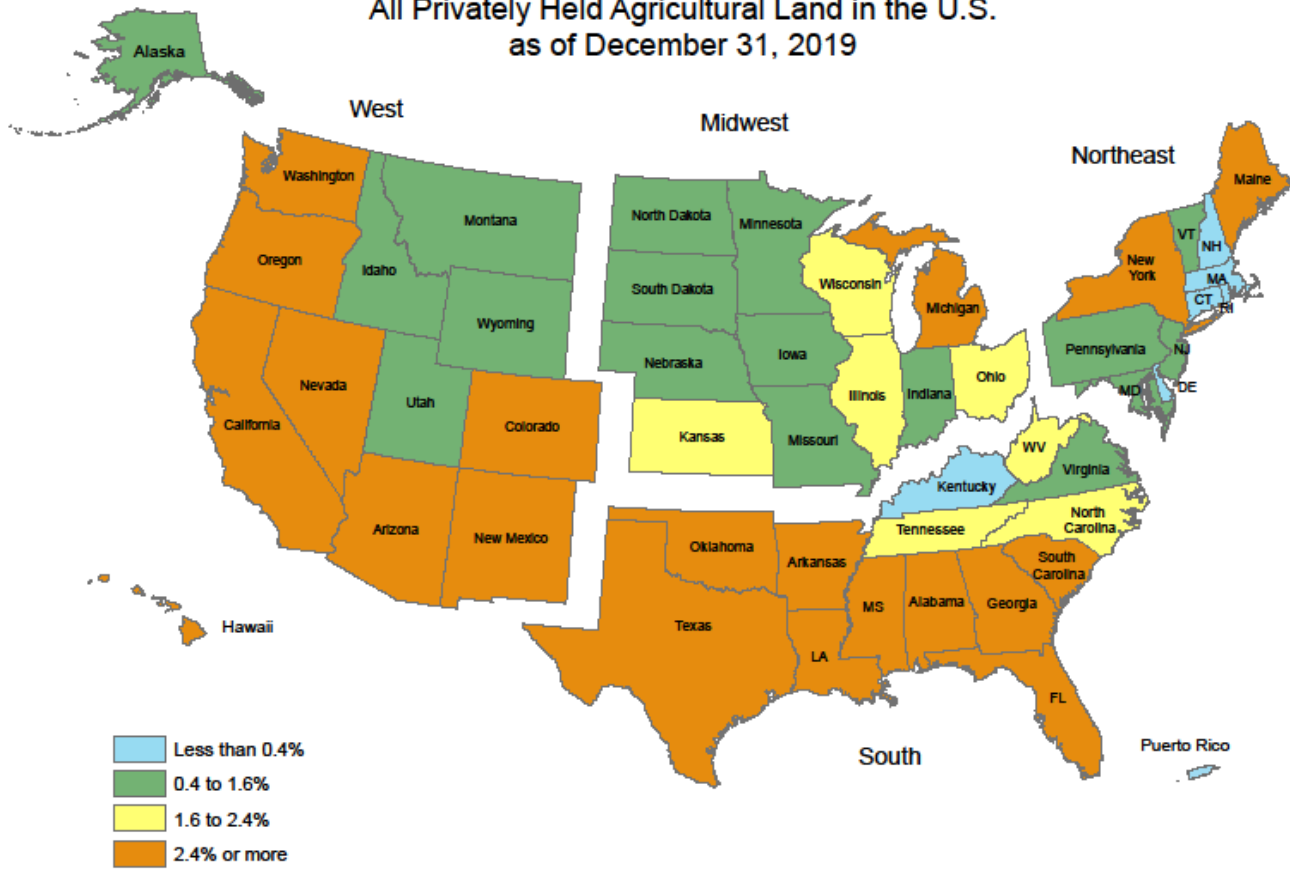 All Privately Held Agricultural Land in the U.S.
as of December 31, 2019
Alaska
West
Midwest
Northeast
Washington
Montana
Oregon
Idaho
Wyoming
Nevada
Utah
California
Colorado
Arizona
New Mexico
Hawaii
North Dakota
Minnesota
South Dakota
Wisconsin
Michigan
Nebraska
Iowa
Illinois
Indiana
Ohio
Kansas
Missouri
Maine
VT
NH
New
York
MA
CT
RI
Pennsylvania
NJ
MD
DE
WV
Virginia
Kentucky
Tennessee
North
Carolina
Oklahoma
Arkansas
South
Carolina
Texas
LA
MS
Alabama
Georgia
FL
South
Puerto Rico
Less than 0.4%
0.4 to 1.6%
1.6 to 2.4%
2.4% or more